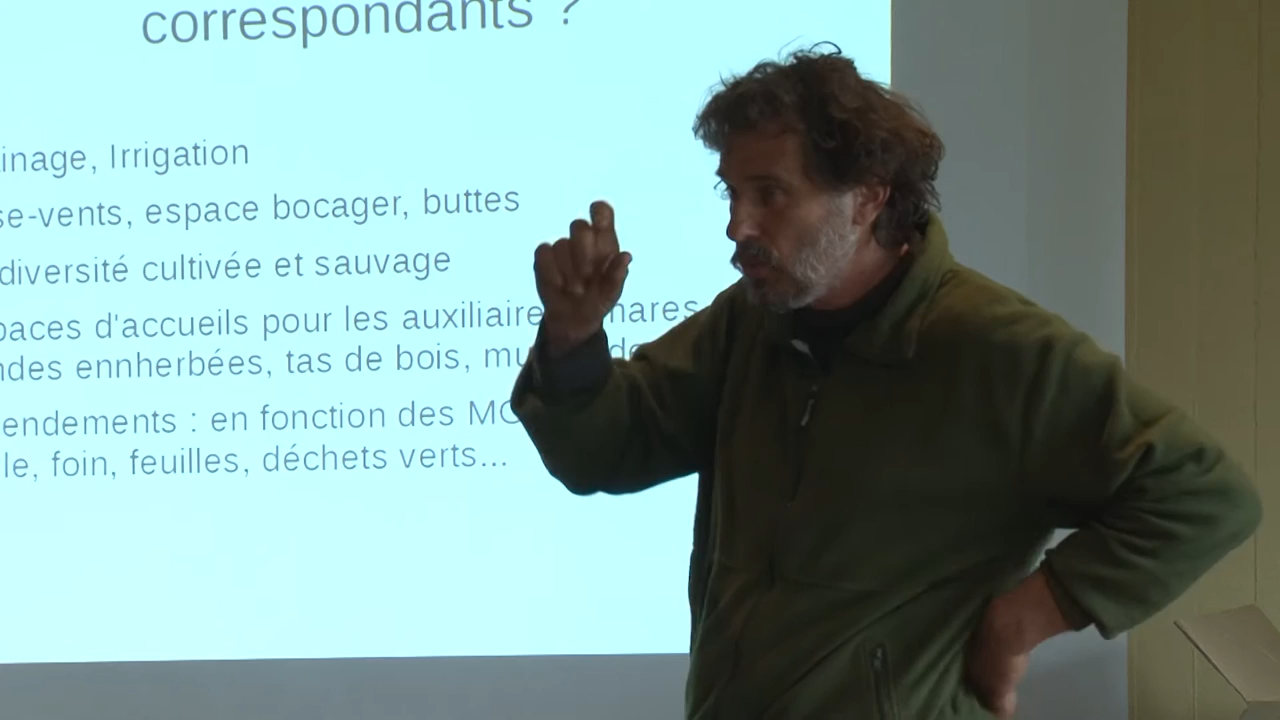 correspondants ?
inage, Irrigation
se-vents, espace bocager, buttes
diversité cultivée et sauvage
paces d'accueils pour les auxiliaire mares
ndes ennherbées, tas de bois, mu de
endements : en fonction des MO
le, foin, feuilles, déchets verts...